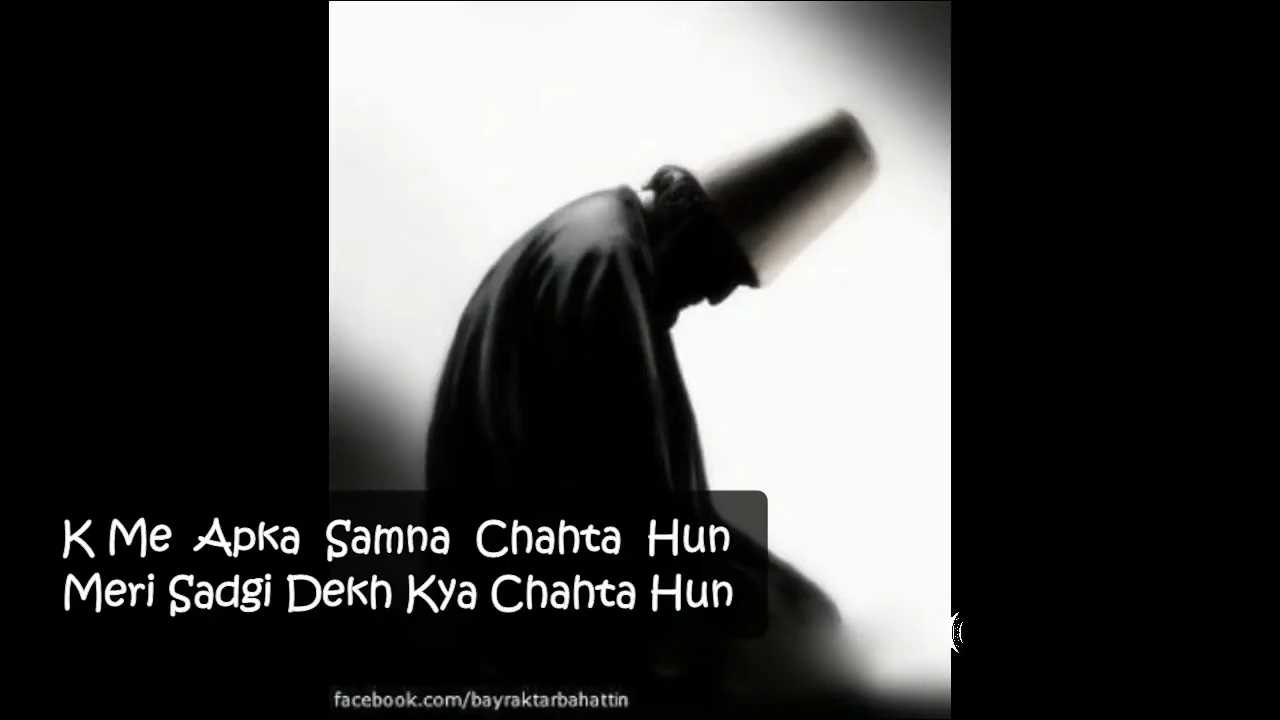 K Me Apka Samna Chahta Hun
Meri Sadgi Dekh Kya Chahta Hun
facebook.com/bayraktarbahattin